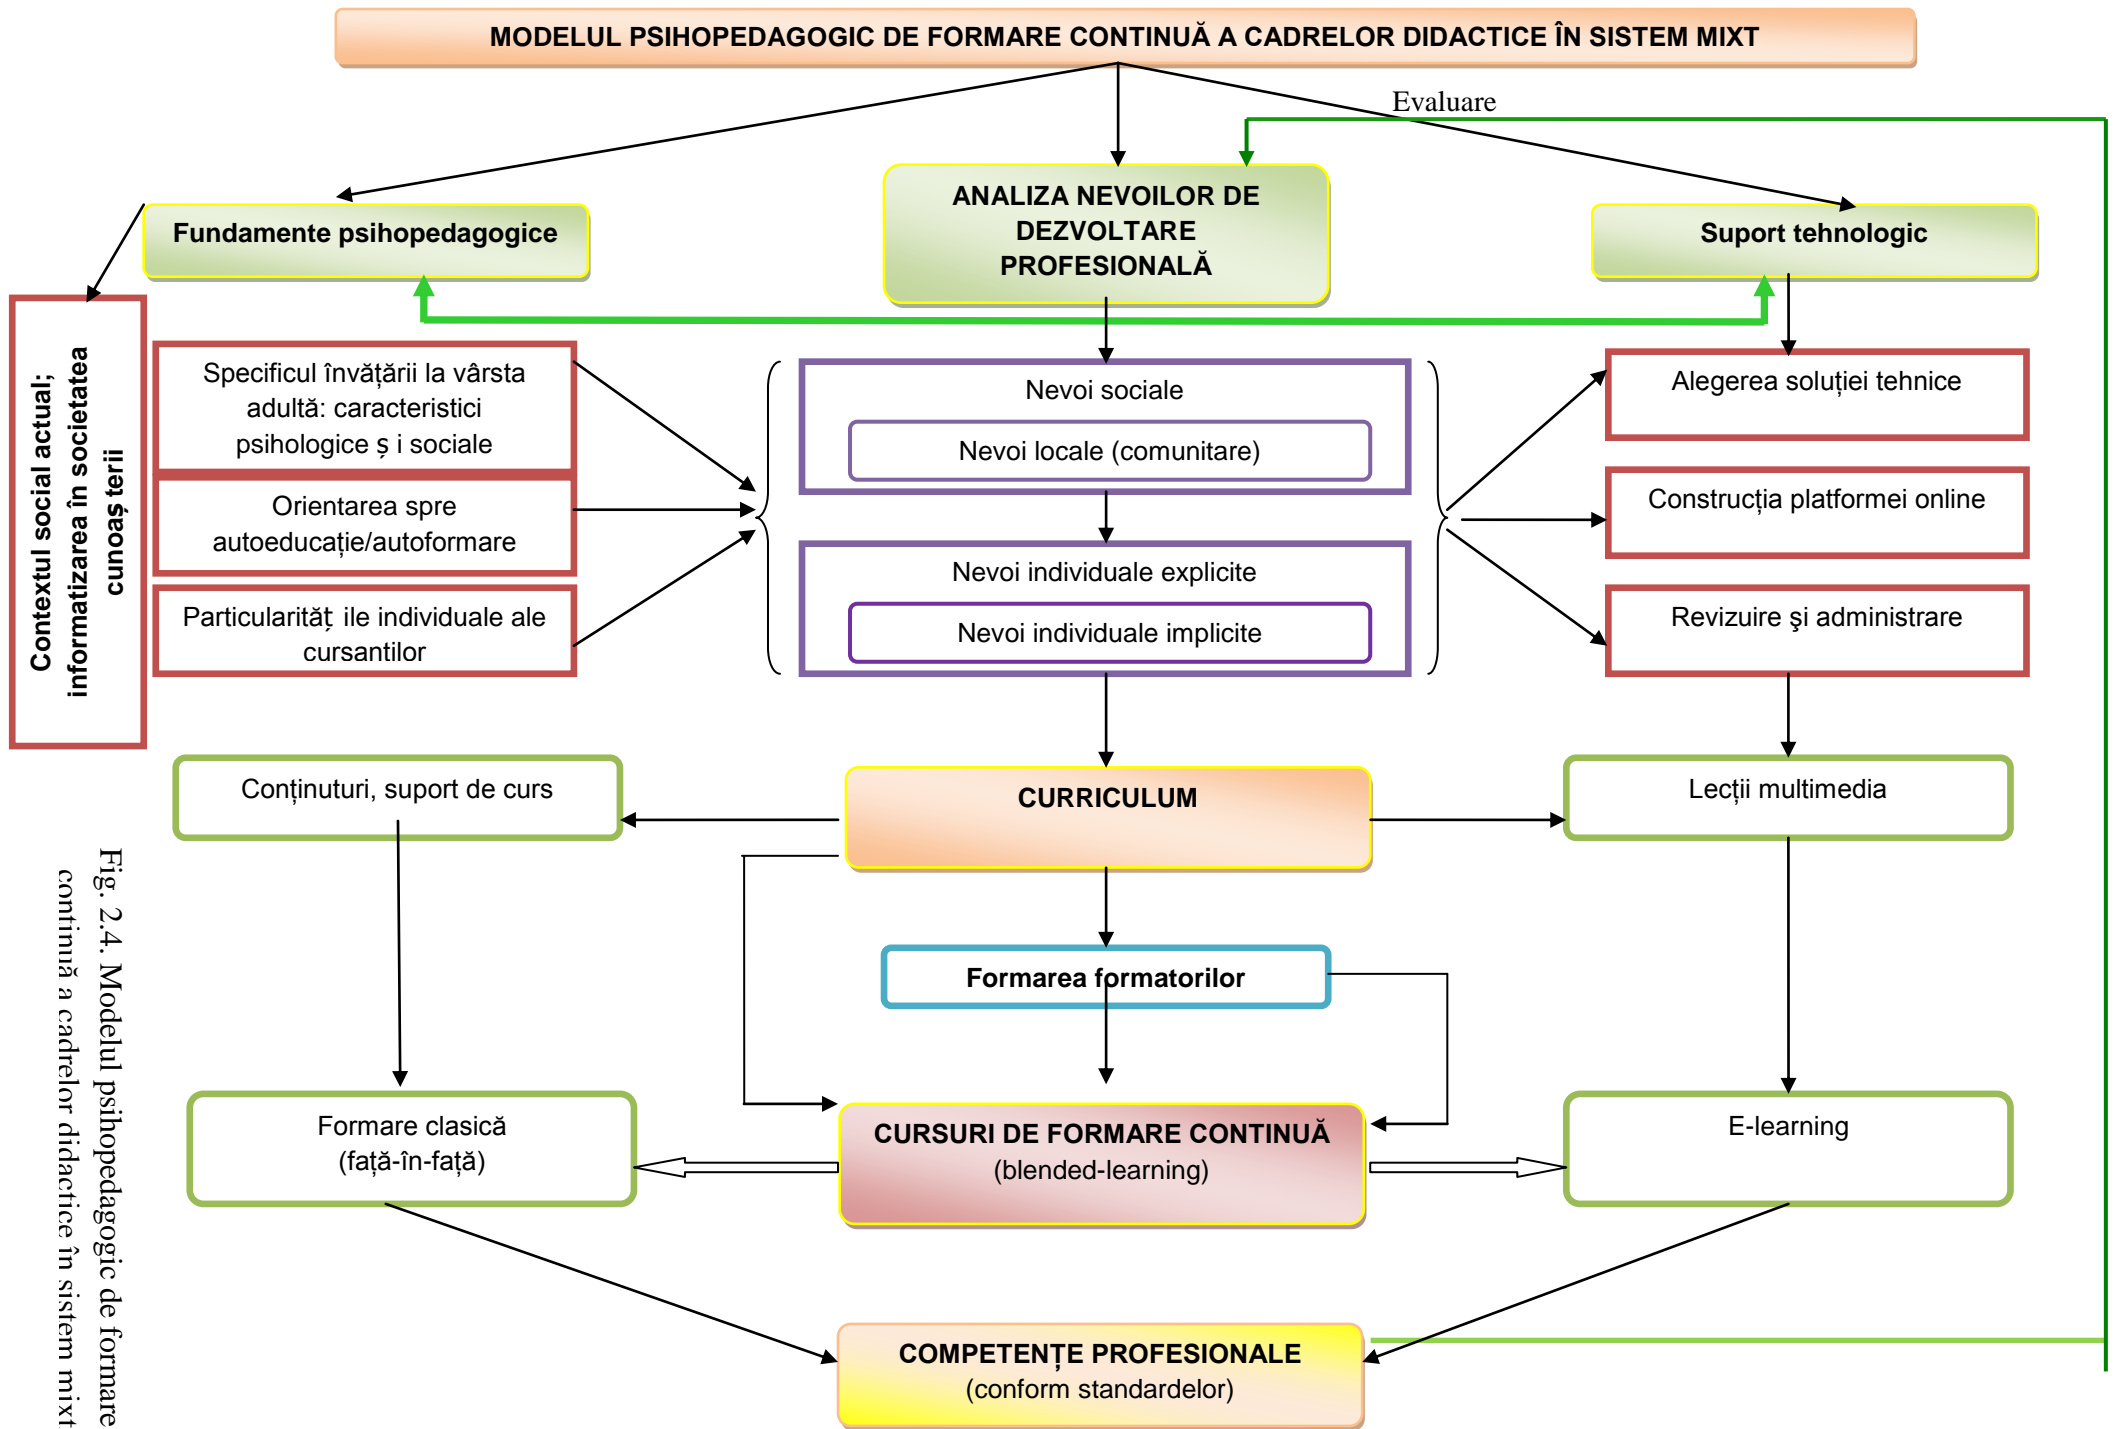 MODELUL PSIHOPEDAGOGIC DE FORMARE CONTINUĂ A CADRELOR DIDACTICE ÎN SISTEM MIXT
Evaluare
Fundamente psihopedagogice
ANALIZA NEVOILOR DE
DEZVOLTARE
PROFESIONALĂ
Suport tehnologic
Contextul social actual;
informatizarea în societatea
cunoaș terii
Specificul învățării la vârsta
adultă: caracteristici
psihologice ș i sociale
Orientarea spre
autoeducație/autoformare
Particularităț ile individuale ale
cursantilor
Nevoi sociale
Nevoi locale (comunitare)
Nevoi individuale explicite
Nevoi individuale implicite
Alegerea soluției tehnice
Construcția platformei online
Revizuire şi administrare
Conținuturi, suport de curs
CURRICULUM
Lecții multimedia
Formarea formatorilor
Formare clasică
(față-în-față)
CURSURI DE FORMARE CONTINUĂ
(blended-learning)
E-learning
COMPETENȚE PROFESIONALE
(conform standardelor)
Fig. 2.4. Modelul psihopedagogic de formare
continuă a cadrelor didactice în sistem mixt